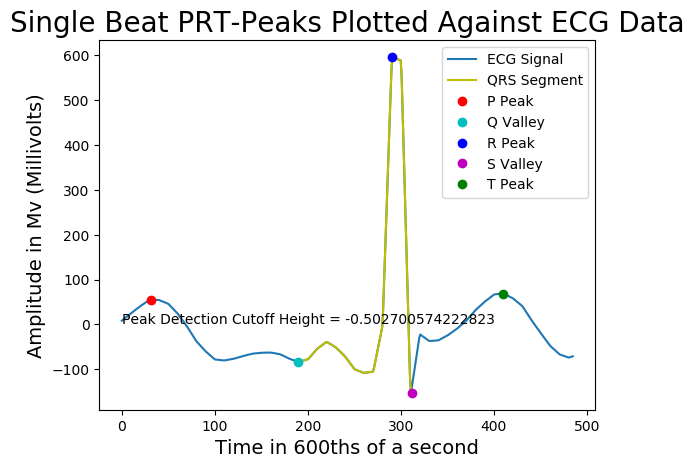 Single Beat PRT-Peaks Plotted Against ECG Data
Amplitude in Mv (Millivolts)
600
500
400
300
200
100
0
−100
ECG Signal
QRS Segment
P Peak
Q Valley
R Peak
S Valley
T Peak
Peak Detection Cutoff Height = -0.502700574222823
0 100 200 300 400 500
Time in 600ths of a second